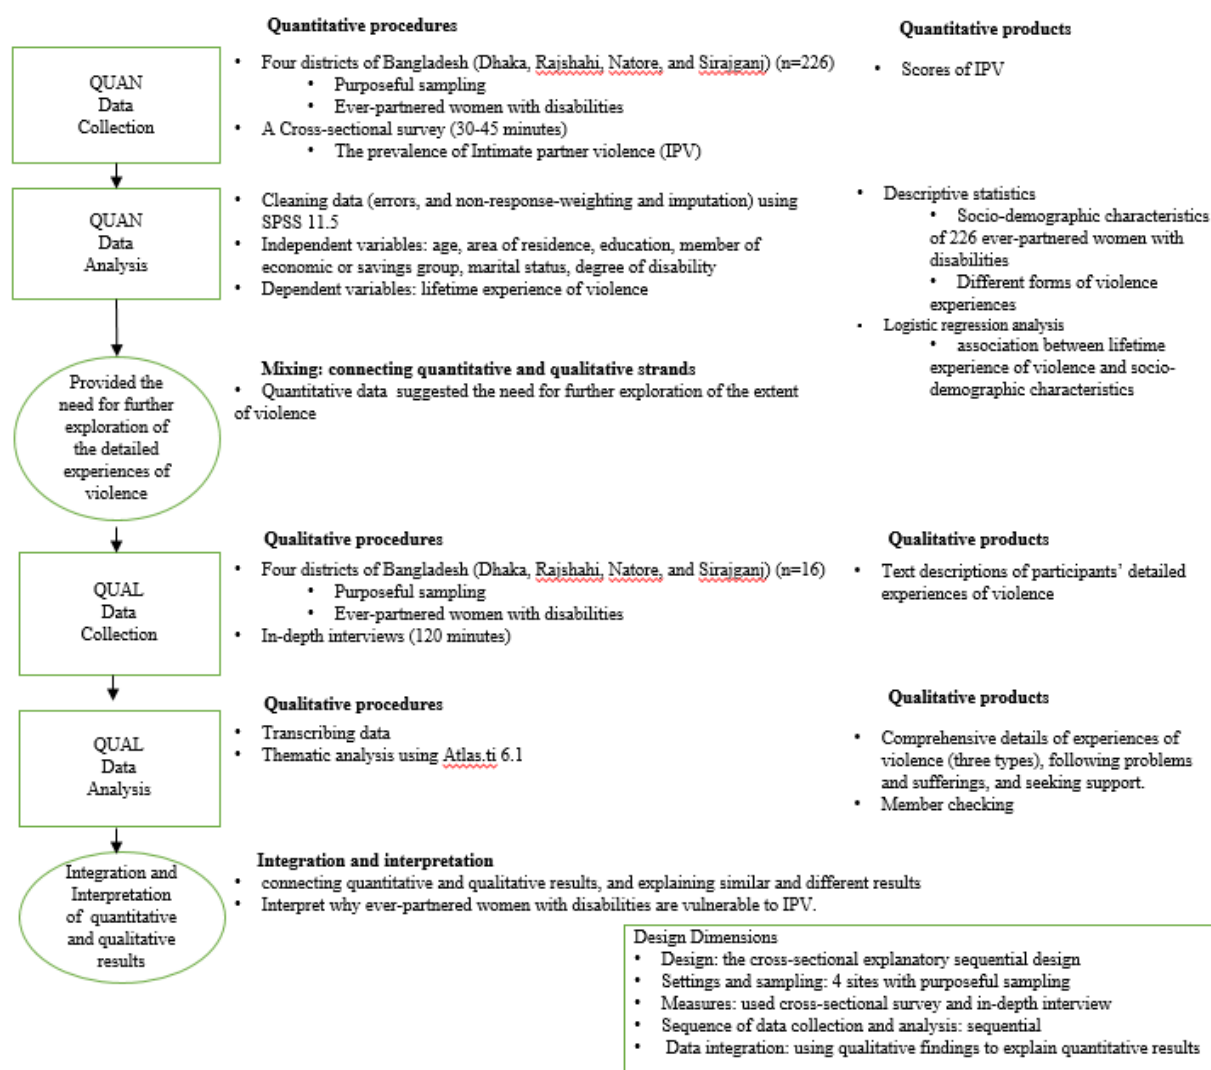 Quantitative procedures
Quantitative products
QUAN
Data
Collection
• Four districts of Bangladesh (Dhaka, Rajshahi, Natore, and Sirajganj) (n=226)
• Purposeful sampling
• Ever-partnered women with disabilities
• A Cross-sectional survey (30-45 minutes)
• The prevalence of Intimate partner violence (IPV)
• Scores of IPV
QUAN
Data
Analysis
• Cleaning data (errors, and non-response-weighting and imputation) using
SPSS 11.5
• Independent variables: age, area of residence, education, member of
economic or savings group, marital status, degree of disability
• Dependent variables: lifetime experience of violence
• Descriptive statistics
• Socio-demographic characteristics
of 226 ever-partnered women with
disabilities
• Different forms of violence
experiences
• Logistic regression analysis
• association between lifetime
experience of violence and socio-
demographic characteristics
Provided the
need for further
exploration of
the detailed
experiences of
violence
Mixing: connecting quantitative and qualitative strands
• Quantitative data suggested the need for further exploration of the extent
of violence
Qualitative procedures
Qualitative products
QUAL
Data
Collection
• Four districts of Bangladesh (Dhaka, Rajshahi, Natore, and Sirajganj) (n=16)
• Purposeful sampling
• Ever-partnered women with disabilities
• In-depth interviews (120 minutes)
• Text descriptions of participants’ detailed
experiences of violence
Qualitative procedures
Qualitative products
QUAL
Data
Analysis
• Transcribing data
• Thematic analysis using Atlas.ti 6.1
• Comprehensive details of experiences of
violence (three types), following problems
and sufferings, and seeking support.
• Member checking
Integration and
Interpretation
of quantitative
and qualitative
results
Integration and interpretation
• connecting quantitative and qualitative results, and explaining similar and different results
• Interpret why ever-partnered women with disabilities are vulnerable to IPV.
Design Dimensions
• Design: the cross-sectional explanatory sequential design
• Settings and sampling: 4 sites with purposeful sampling
• Measures: used cross-sectional survey and in-depth interview
• Sequence of data collection and analysis: sequential
• Data integration: using qualitative findings to explain quantitative results